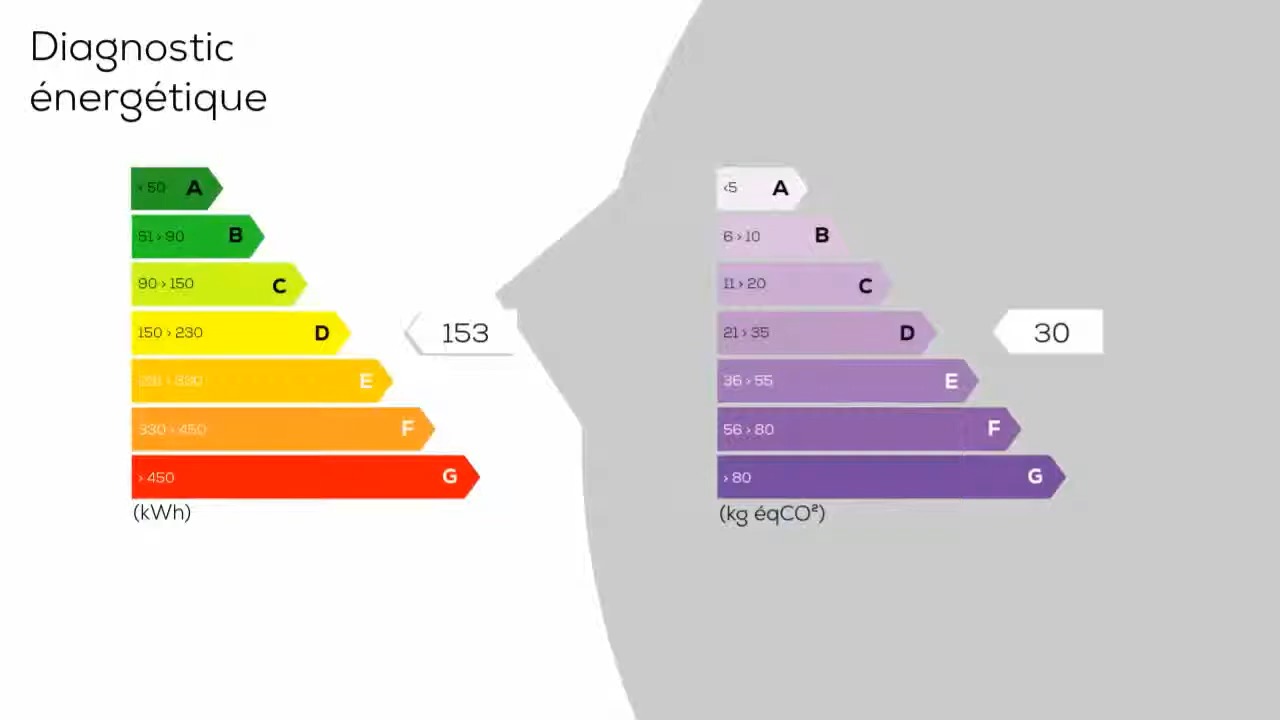 Diagnostic
énergétique
< 50 A
51 > 90 B
90 > 150 C
150 > 230 D
153
E
330 > 450 F
> 450 G
(kWh)
<5 A
6 > 10 B
11 > 20 C
21 > 35 D
30
36 > 55 E
56 > 80 F
> 80 G
(kg éqCO²)